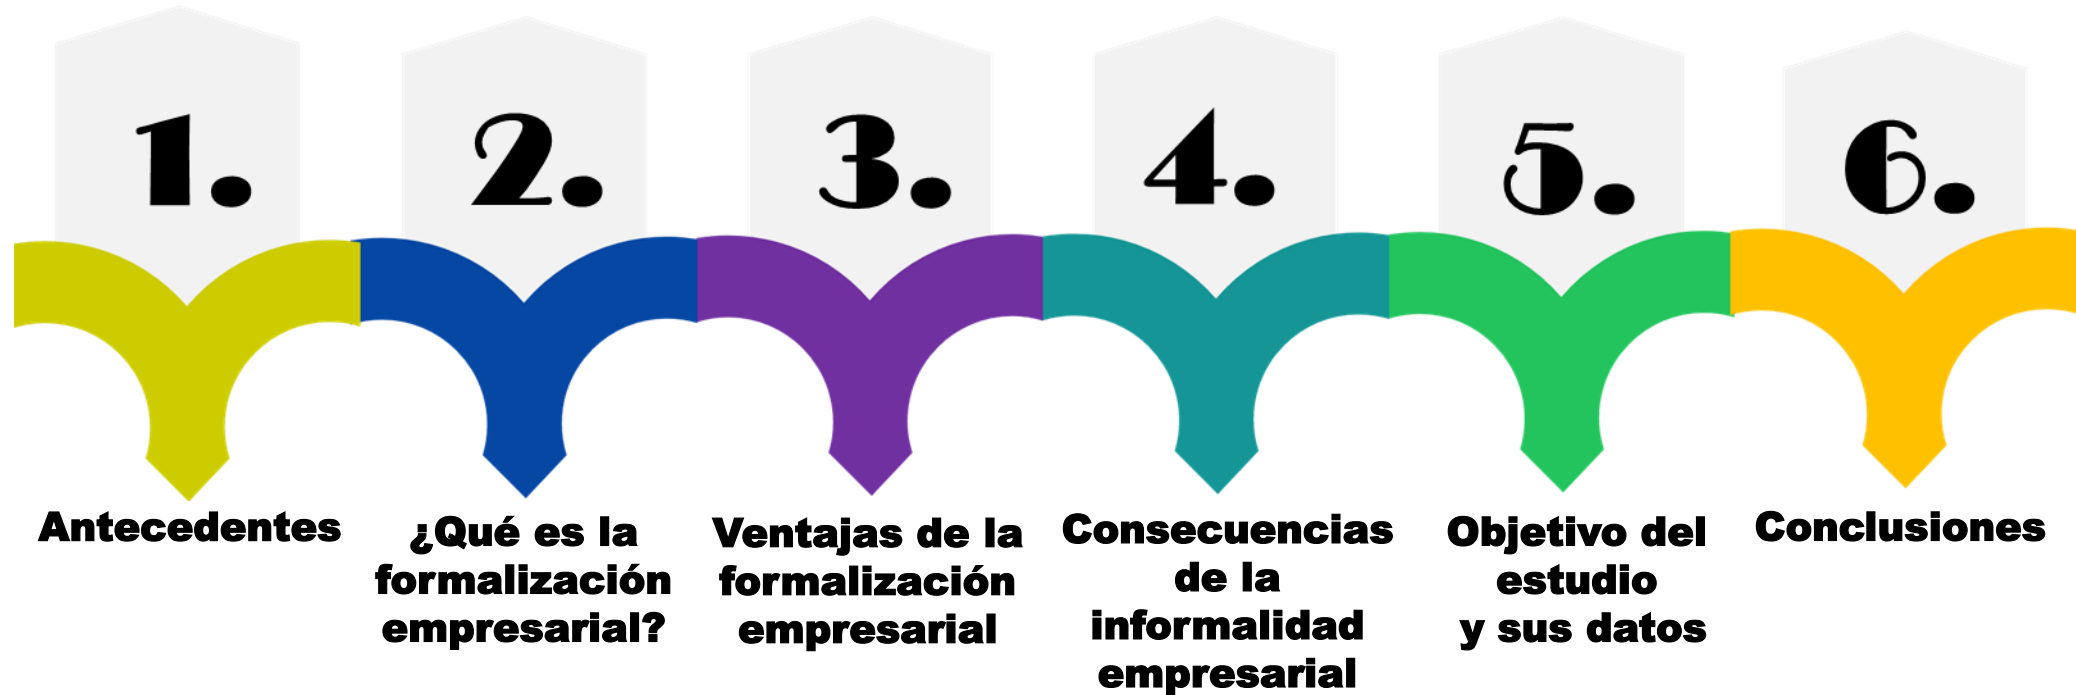 1.
2.
3.
4.
5.
6.
Antecedentes
¿Qué es la
formalización
empresarial?
Ventajas de la
formalización
empresarial
Consecuencias
de la
informalidad
empresarial
Objetivo del
estudio
y sus datos
Conclusiones